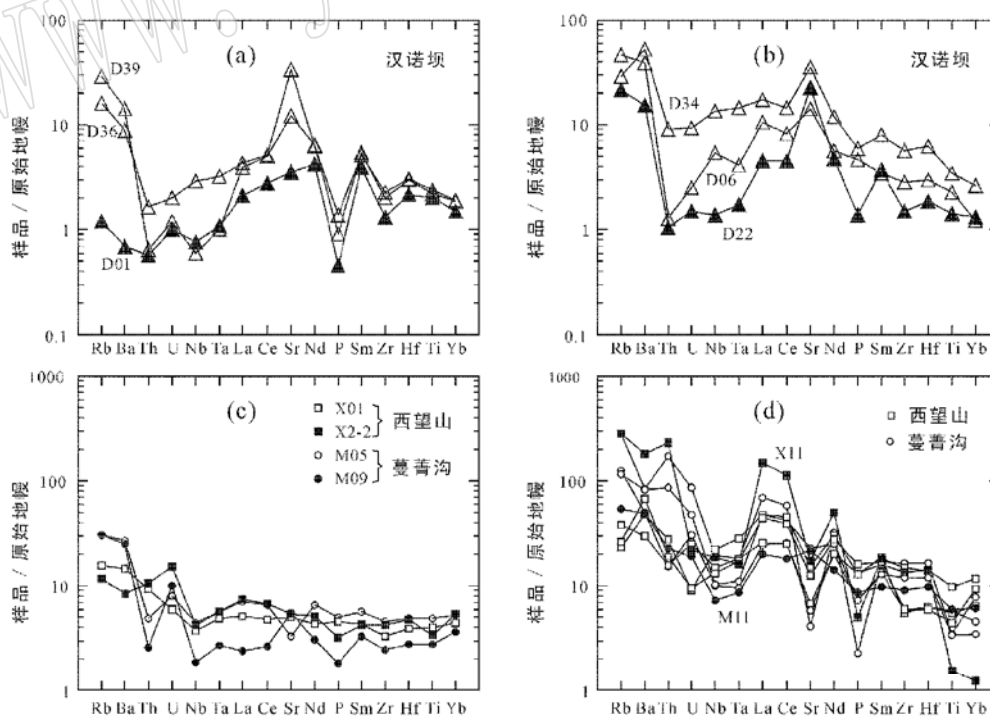 www.j
100
10
1
0.1
样品 / 原始地幔
(a)
汉诺坝
D39
D36
D01
Rb Ba Th U Nb Ta La Ce Sr Nd P Sm Zr Hf Ti Yb
100
10
1
0.1
样品 / 原始地幔
(b)
汉诺坝
D34
D06
D22
Rb Ba Th U Nb Ta La Ce Sr Nd P Sm Zr Hf Ti Yb
1000
100
10
1
样品 / 原始地幔
(c)
X01
X2-2
西望山
M05
M09
蔓菁沟
Rb Ba Th U Nb Ta La Ce Sr Nd P Sm Zr Hf Ti Yb
1000
100
10
1
样品 / 原始地幔
(d)
西望山
蔓菁沟
X11
M11
Rb Ba Th U Nb Ta La Ce Sr Nd P Sm Zr Hf Ti Yb